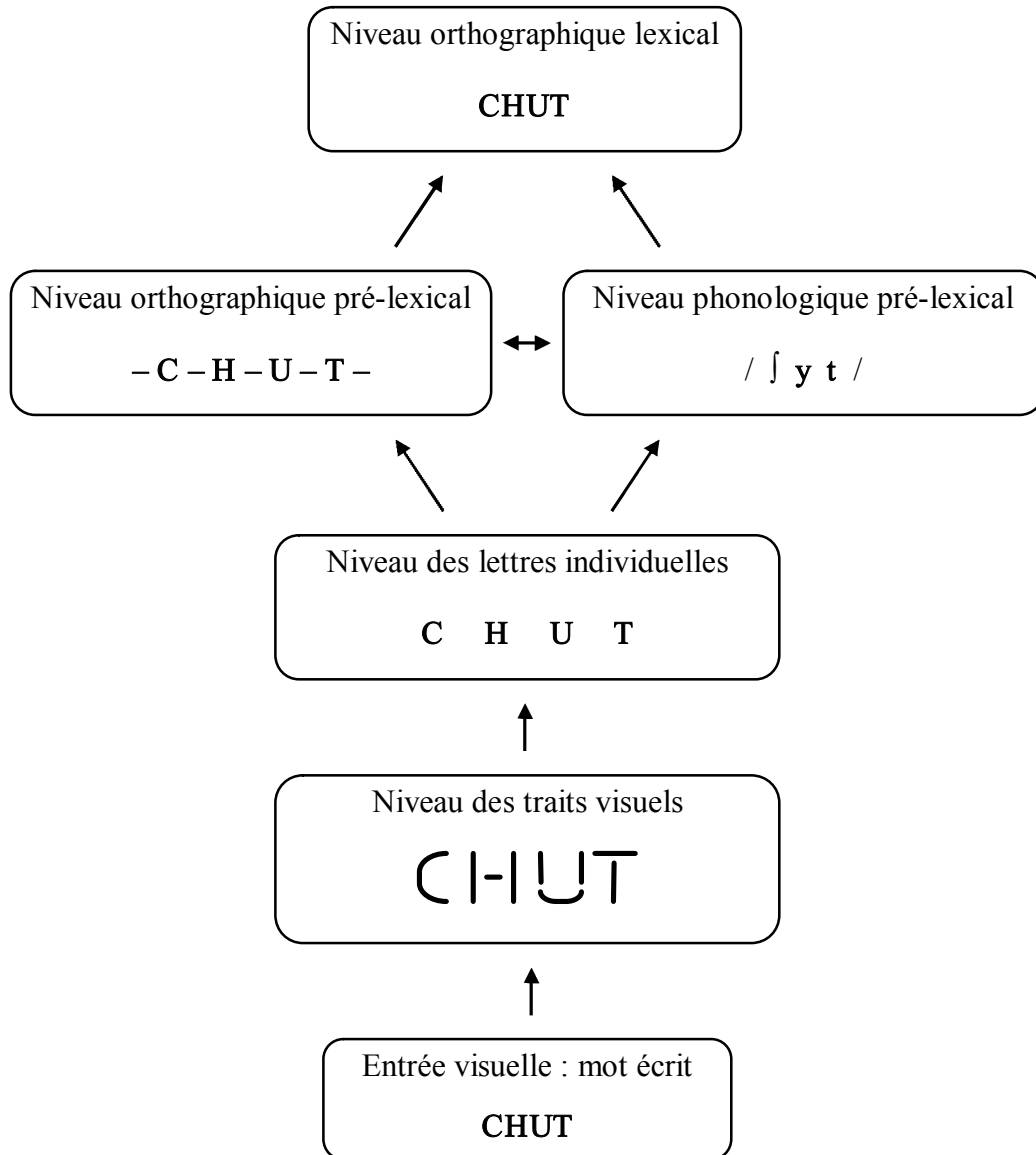 Niveau orthographique lexical
CHUT
Niveau orthographique pré-lexical
– C – H – U – T –
Niveau phonologique pré-lexical
/ ∫ y t /
Niveau des lettres individuelles
C H U T
Niveau des traits visuels
CHUT
Entrée visuelle : mot écrit
CHUT